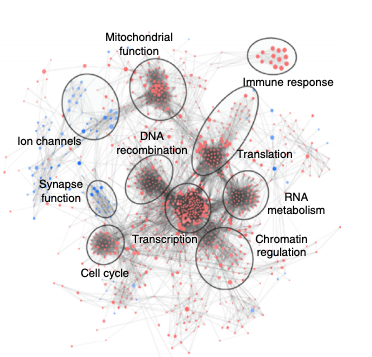 Mitochondrial
function
Immune response
Ion channels
DNA
recombination
Translation
Synapse
function
RNA
metabolism
Transcription
Chromatin
regulation
Cell cycle